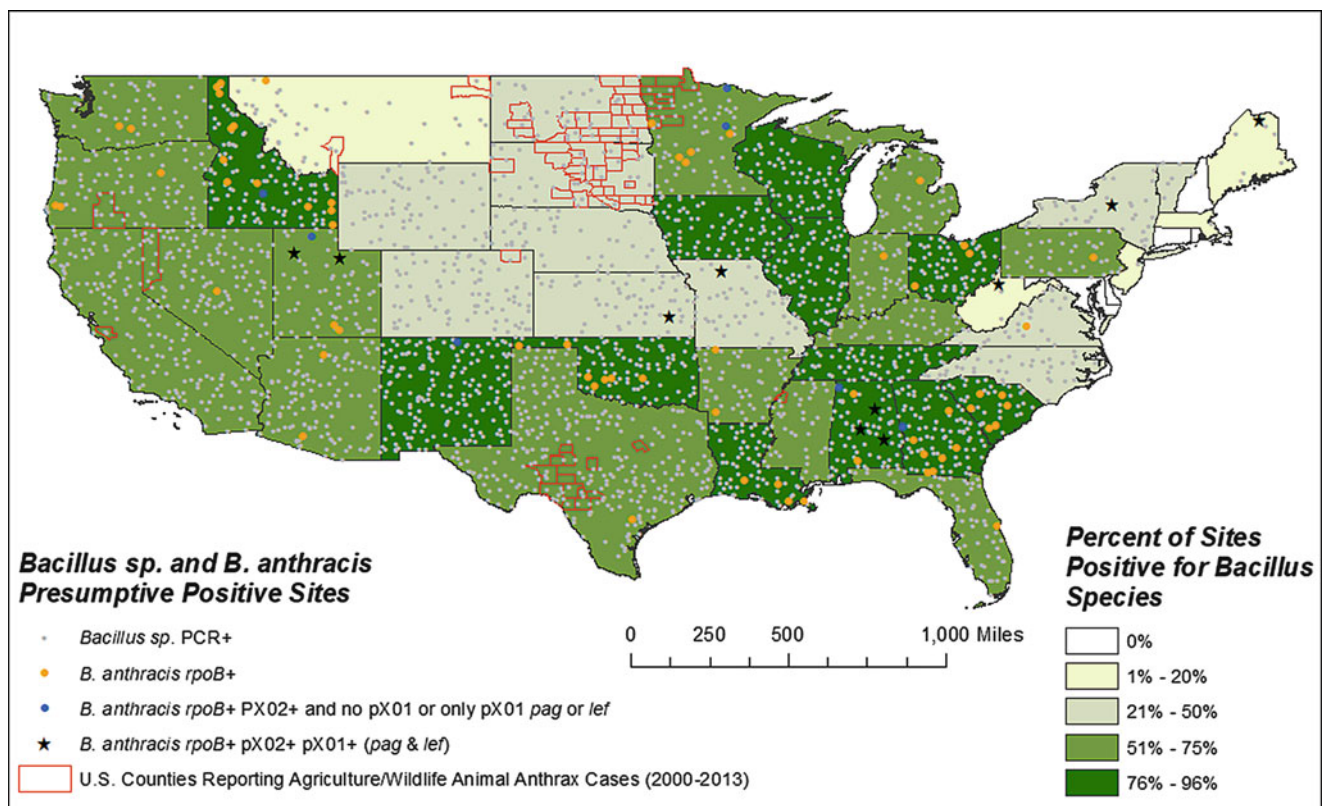 Bacillus sp. and B. anthracis
Presumptive Positive Sites
Bacillus sp. PCR+
B. anthracis rpoB+
B. anthracis rpoB+ PX02+ and no pX01 or only pX01 pag or lef
B. anthracis rpoB+ pX02+ pX01+ (pag & lef)
U.S. Counties Reporting Agriculture/Wildlife Animal Anthrax Cases (2000-2013)
0 250 500 1,000 Miles
Percent of Sites
Positive for Bacillus
Species
0%
1% - 20%
21% - 50%
51% - 75%
76% - 96%